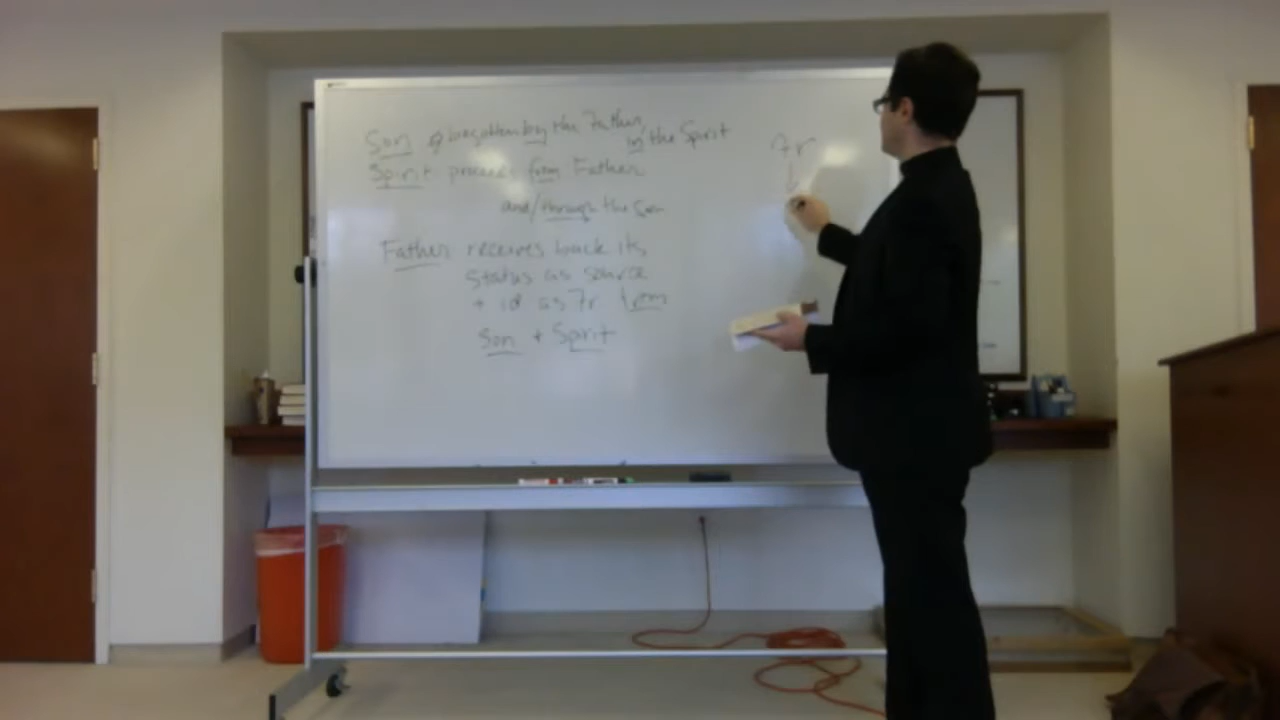 Son begotten by the Father, in the Spirit
Spirit proceeds from Father
and/through the Son
Father receives back its
status as source
+ id as Fr from
Son + Spirit
Fr